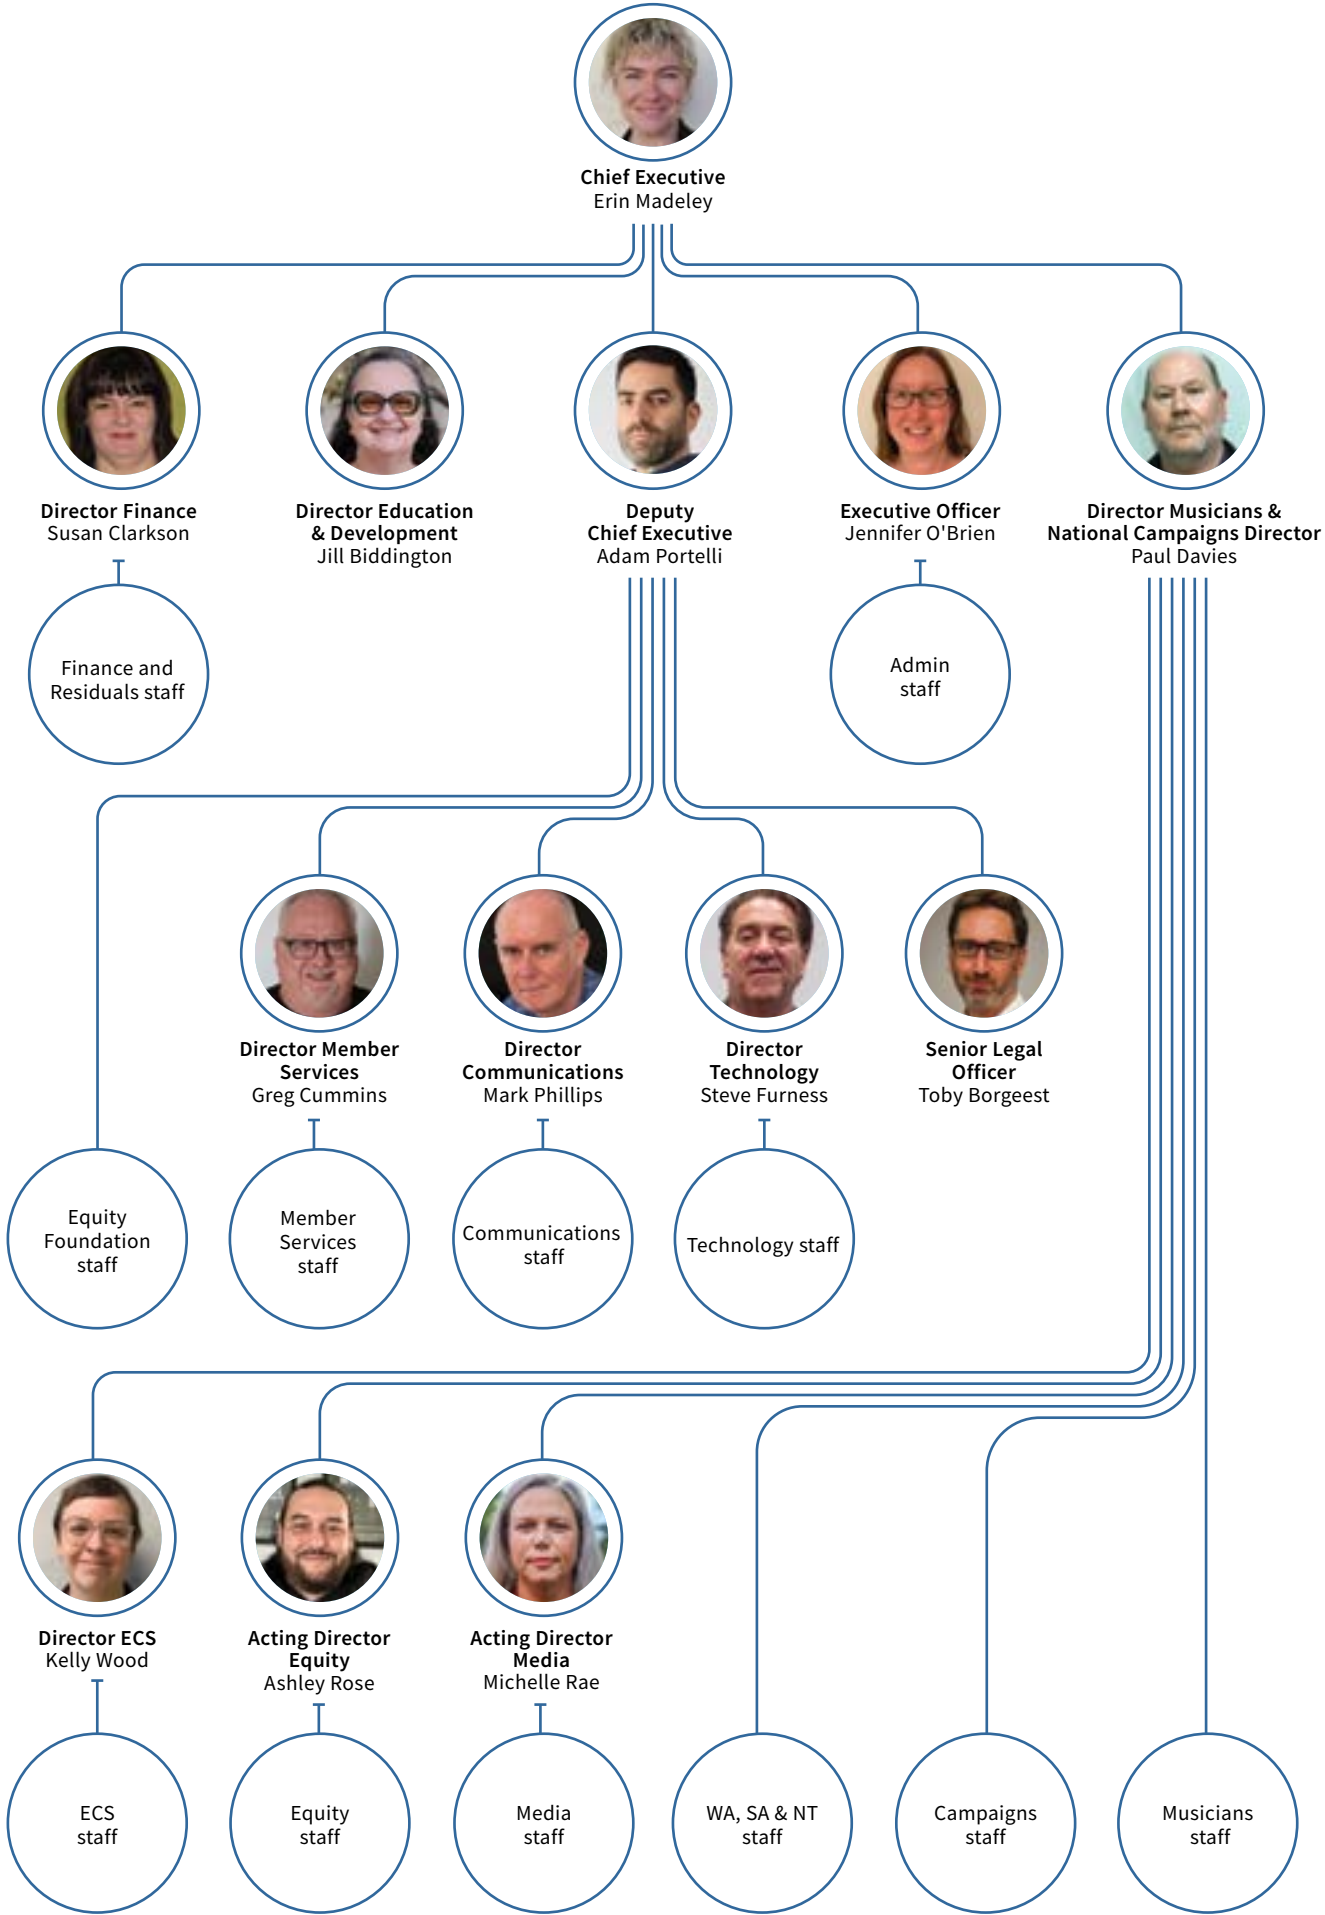 Chief Executive
Erin Madeley
Director Finance
Susan Clarkson
Director Education
& Development
Jill Biddington
Deputy
Chief Executive
Adam Portelli
Executive Officer
Jennifer O'Brien
Director Musicians &
National Campaigns Director
Paul Davies
Finance and
Residuals staff
Admin
staff
Director Member
Services
Greg Cummins
Director
Communications
Mark Phillips
Director
Technology
Steve Furness
Senior Legal
Officer
Toby Borgeest
Equity
Foundation
staff
Member
Services
staff
Communications
staff
Technology staff
Director ECS
Kelly Wood
Acting Director
Equity
Ashley Rose
Acting Director
Media
Michelle Rae
ECS
staff
Equity
staff
Media
staff
WA, SA & NT
staff
Campaigns
staff
Musicians
staff